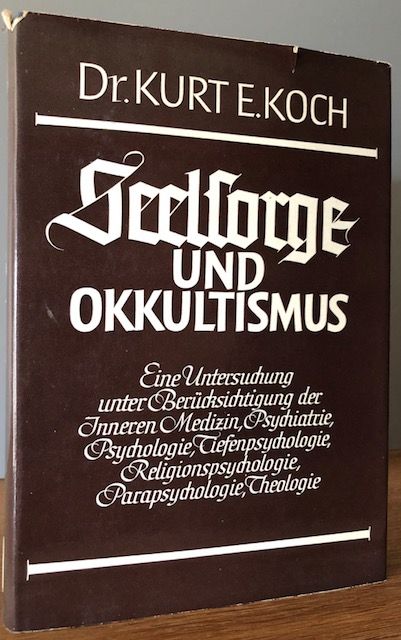 Dr. KURT E. KOCH
Seelsorge
UND
OKKULTISMUS
Eine Untersuchung
unter Berücksichtigung der
Inneren Medizin, Psychiatrie,
Psychologie, Tiefenpsychologie,
Religionspsychologie,
Parapsychologie, Theologie